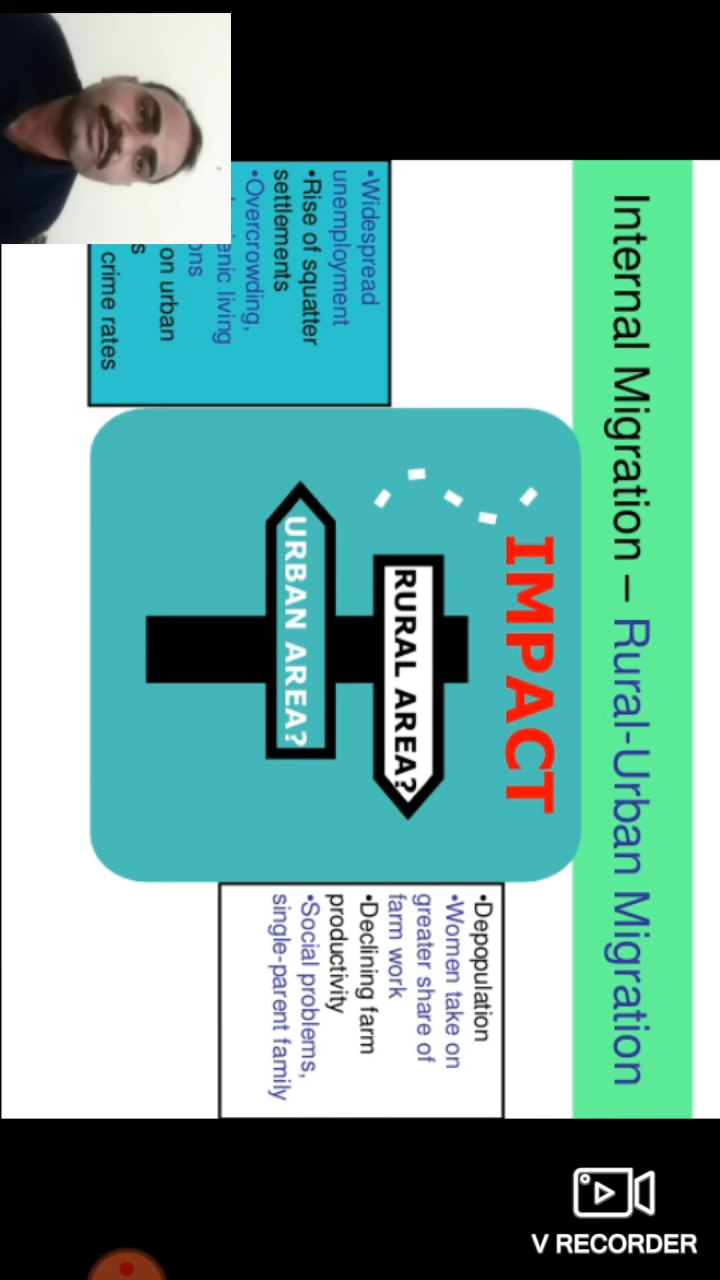 Internal Migration – Rural-Urban Migration
IMPACT
RURAL AREA?
URBAN AREA?
•Widespread
unemployment
•Rise of squatter
settlements
•Overcrowding,
living
on urban
crime rates
•Depopulation
•Women take on
greater share of
farm work
•Declining farm
productivity
•Social problems,
single-parent family
V RECORDER